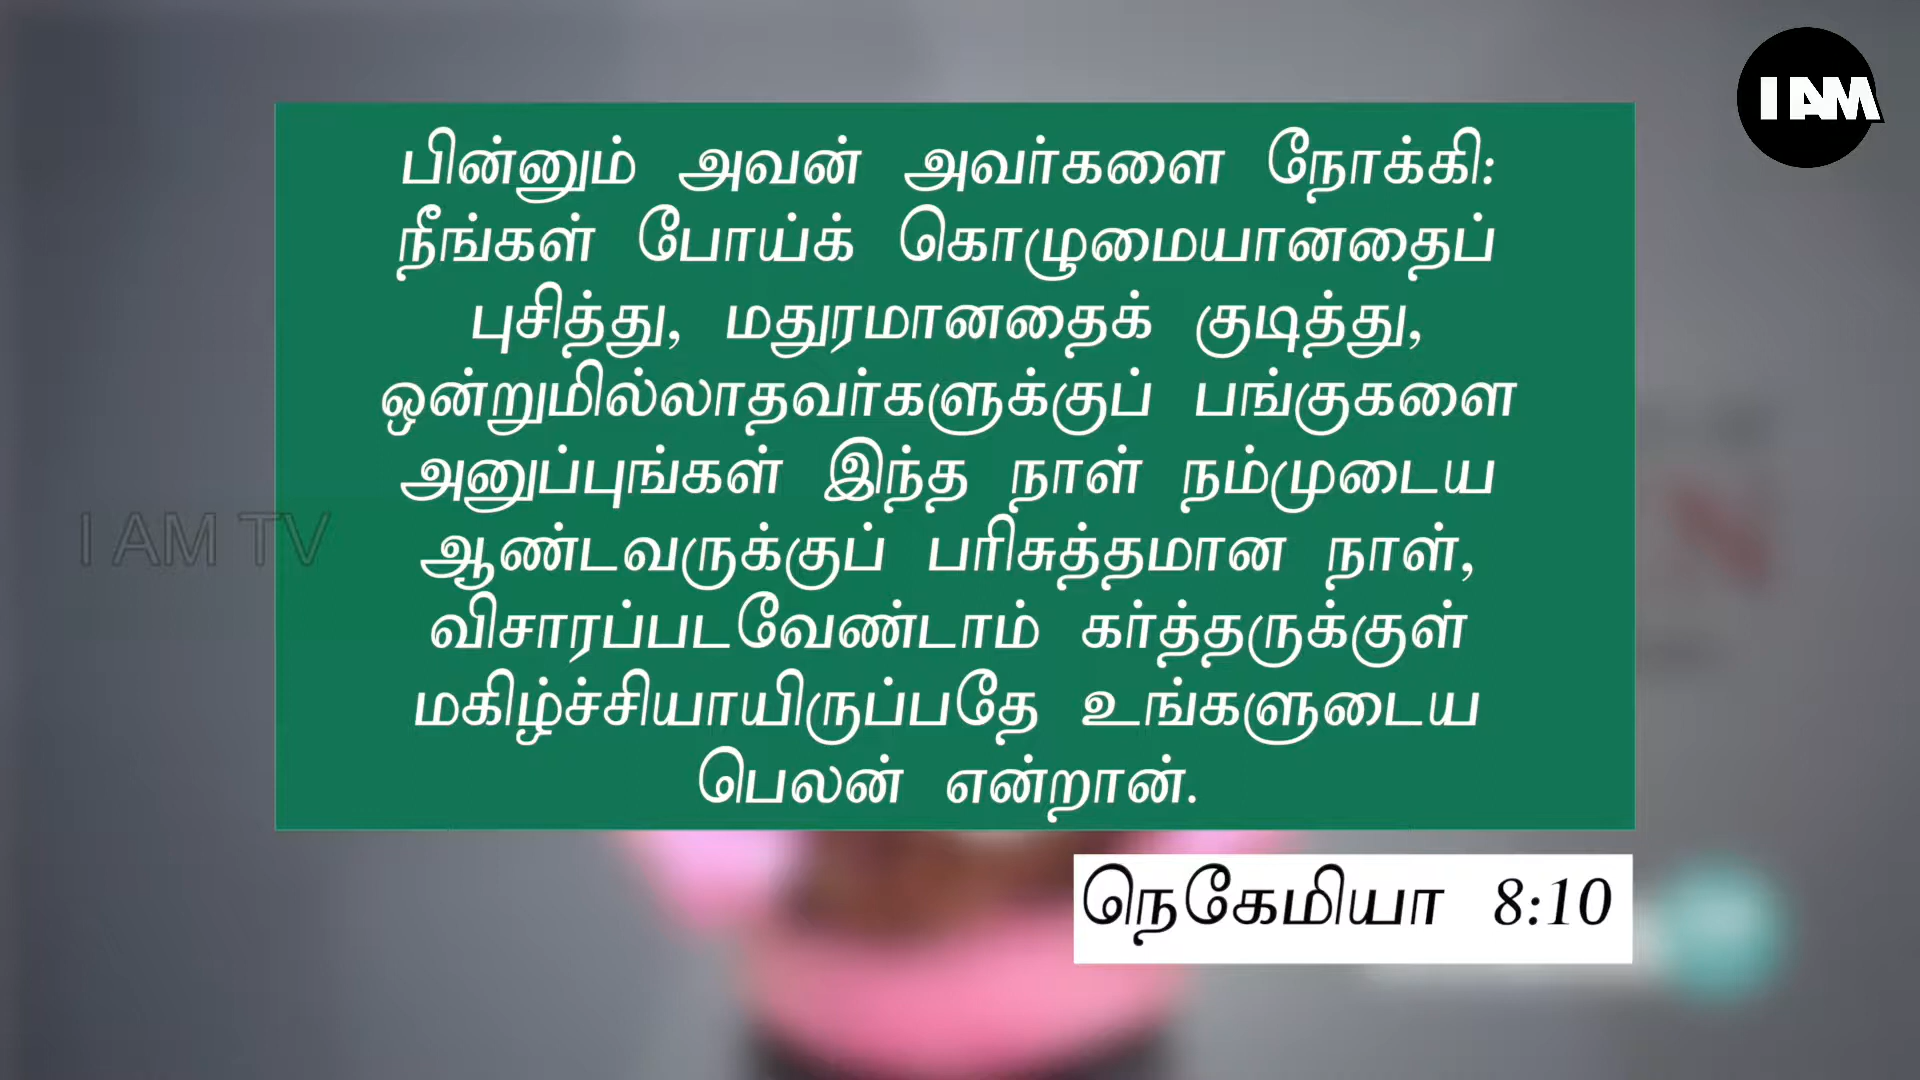 I AM
பின்னும் அவன் அவர்களை நோக்கி:
நீங்கள் போய்க் கொழுமையானதைப்
புசித்து, மதுரமானதைக் குடித்து,
ஒன்றுமில்லாதவர்களுக்குப் பங்குகளை
அனுப்புங்கள் இந்த நாள் நம்முடைய
ஆண்டவருக்குப் பரிசுத்தமான நாள்,
விசாரப்படவேண்டாம் கர்த்தருக்குள்
மகிழ்ச்சியாயிருப்பதே உங்களுடைய
பெலன் என்றான்.
I AM TV
நெகேமியா 8:10